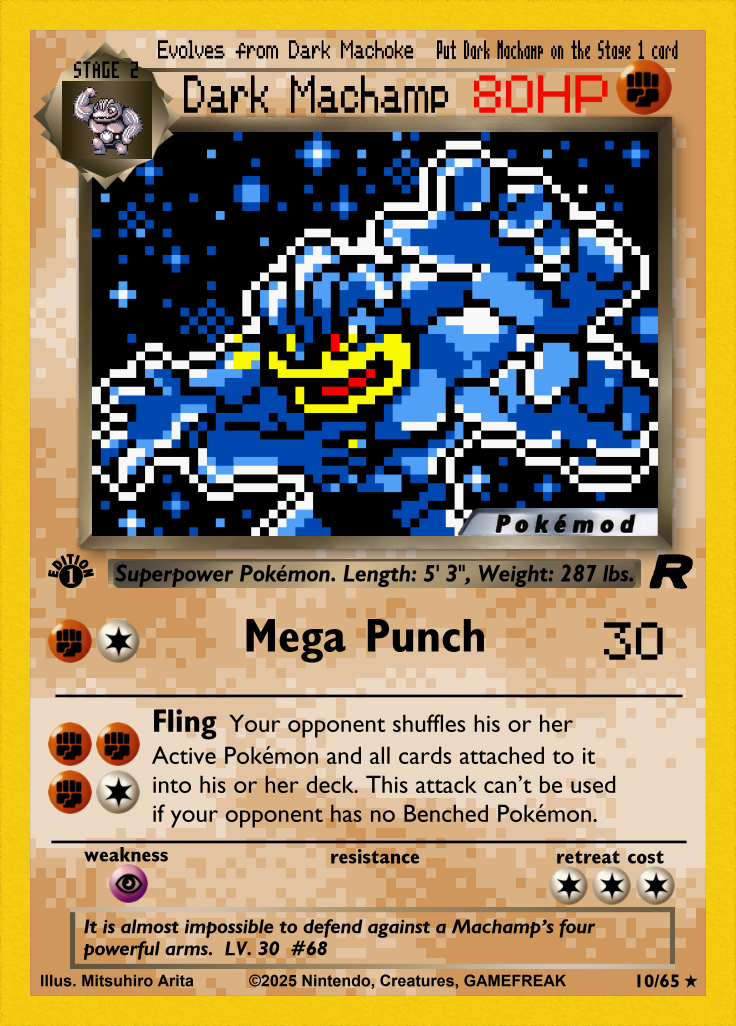 Evolves from Dark Machoke Put Dark Machamp on the Stage 1 card
STAGE 2
Dark Machamp 80HP
Pokémod
EDITION
1
Superpower Pokémon. Length: 5' 3", Weight: 287 lbs. R
Mega Punch 30
Fling Your opponent shuffles his or her
Active Pokémon and all cards attached to it
into his or her deck. This attack can't be used
if your opponent has no Benched Pokémon.
weakness resistance retreat cost
It is almost impossible to defend against a Machamp's four
powerful arms. LV. 30 #68
Illus. Mitsuhiro Arita ©2025 Nintendo, Creatures, GAMEFREAK 10/65 ★